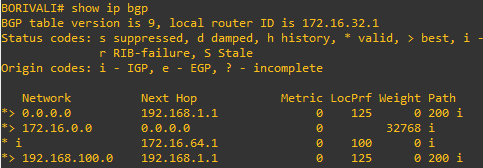 BORIVALI# show ip bgp
BGP table version is 9, local router ID is 172.16.32.1
Status codes: s suppressed, d damped, h history, * valid, > best, i -
r RIB-failure, S Stale
Origin codes: i - IGP, e - EGP, ? - incomplete
Network Next Hop Metric LocPrf Weight Path
*> 0.0.0.0 192.168.1.1 0 125 0 200 i
*> 172.16.0.0 0.0.0.0 0 32768 i
* i 172.16.64.1 0 100 0 i
*> 192.168.100.0 192.168.1.1 0 125 0 200 i